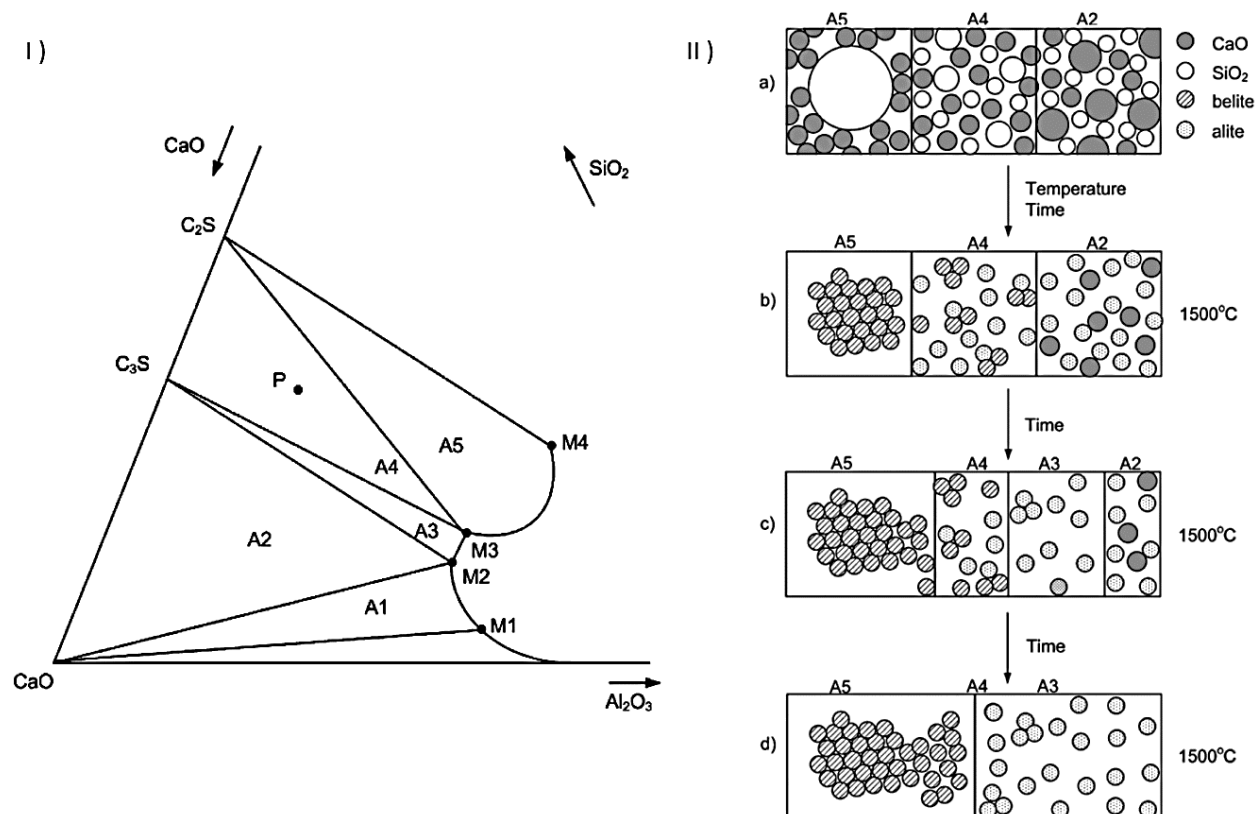 I )
CaO
SiO₂
C₂S
C₃S
P
A5
A4
M4
A3
A2
M3
M2
A1
M1
CaO
Al₂O₃
II )
A5 A4 A2
a)
CaO
SiO₂
belite
alite
Temperature
Time
A5 A4 A2
b)
1500°C
Time
A5 A4 A3 A2
c)
1500°C
Time
A5 A4 A3
d)
1500°C